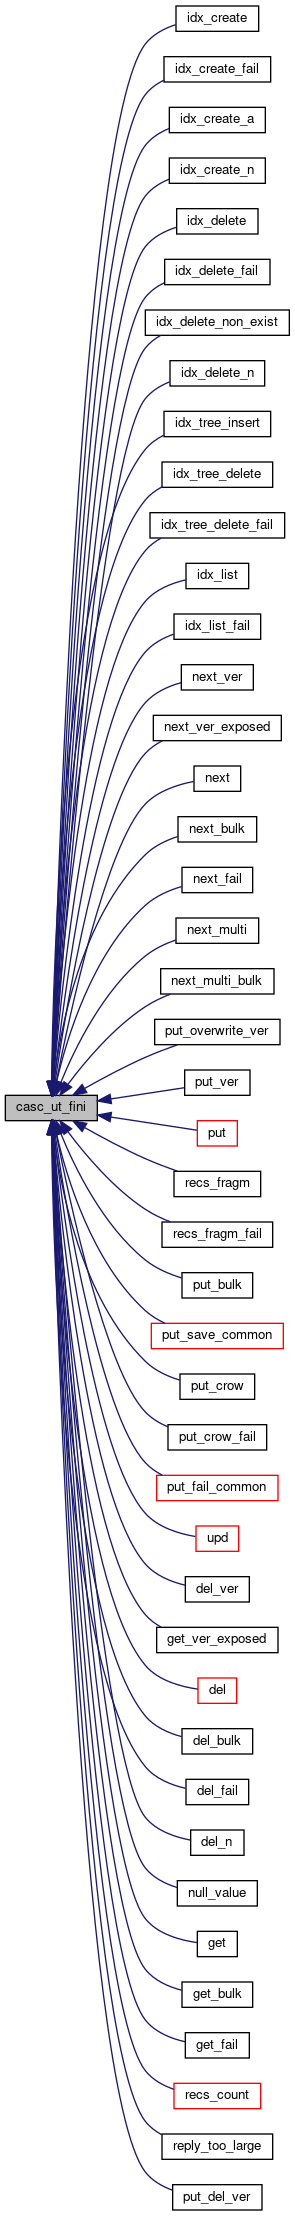 idx_create
idx_create_fail
idx_create_a
idx_create_n
idx_delete
idx_delete_fail
idx_delete_non_exist
idx_delete_n
idx_tree_insert
idx_tree_delete
idx_tree_delete_fail
idx_list
idx_list_fail
next_ver
next_ver_exposed
next
next_bulk
next_fail
next_multi
next_multi_bulk
put_overwrite_ver
put_ver
casc_ut_fini
put
recs_fragm
recs_fragm_fail
put_bulk
put_save_common
put_crow
put_crow_fail
put_fail_common
upd
del_ver
get_ver_exposed
del
del_bulk
del_fail
del_n
null_value
get
get_bulk
get_fail
recs_count
reply_too_large
put_del_ver